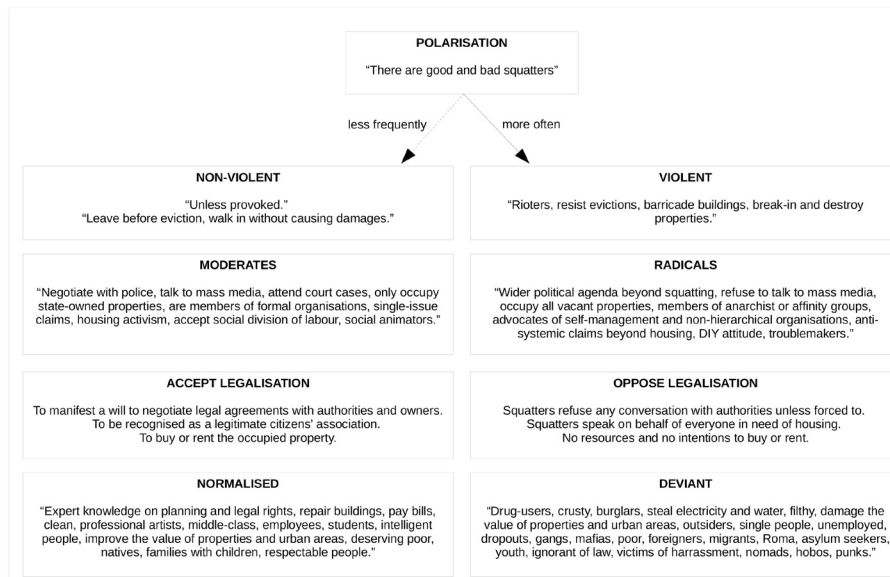 POLARISATION
“There are good and bad squatters”
less frequently
more often
NON-VIOLENT
“Unless provoked.”
“Leave before eviction, walk in without causing damages.”
VIOLENT
“Rioters, resist evictions, barricade buildings, break-in and destroy
properties.”
MODERATES
“Negotiate with police, talk to mass media, attend court cases, only occupy
state-owned properties, are members of formal organisations, single-issue
claims, housing activism, accept social division of labour, social animators.”
RADICALS
“Wider political agenda beyond squatting, refuse to talk to mass media,
occupy all vacant properties, members of anarchist or affinity groups,
advocates of self-management and non-hierarchical organisations, anti-
systemic claims beyond housing, DIY attitude, troublemakers.”
ACCEPT LEGALISATION
To manifest a will to negotiate legal agreements with authorities and owners.
To be recognised as a legitimate citizens’ association.
To buy or rent the occupied property.
OPPOSE LEGALISATION
Squatters refuse any conversation with authorities unless forced to.
Squatters speak on behalf of everyone in need of housing.
No resources and no intentions to buy or rent.
NORMALISED
“Expert knowledge on planning and legal rights, repair buildings, pay bills,
clean, professional artists, middle-class, employees, students, intelligent
people, improve the value of properties and urban areas, deserving poor,
natives, families with children, respectable people.”
DEVIANT
“Drug-users, crusty, burglars, steal electricity and water, filthy, damage the
value of properties and urban areas, outsiders, single people, unemployed,
dropouts, gangs, mafias, poor, foreigners, migrants, Roma, asylum seekers,
youth, ignorant of law, victims of harrassment, nomads, hobos, punks.”